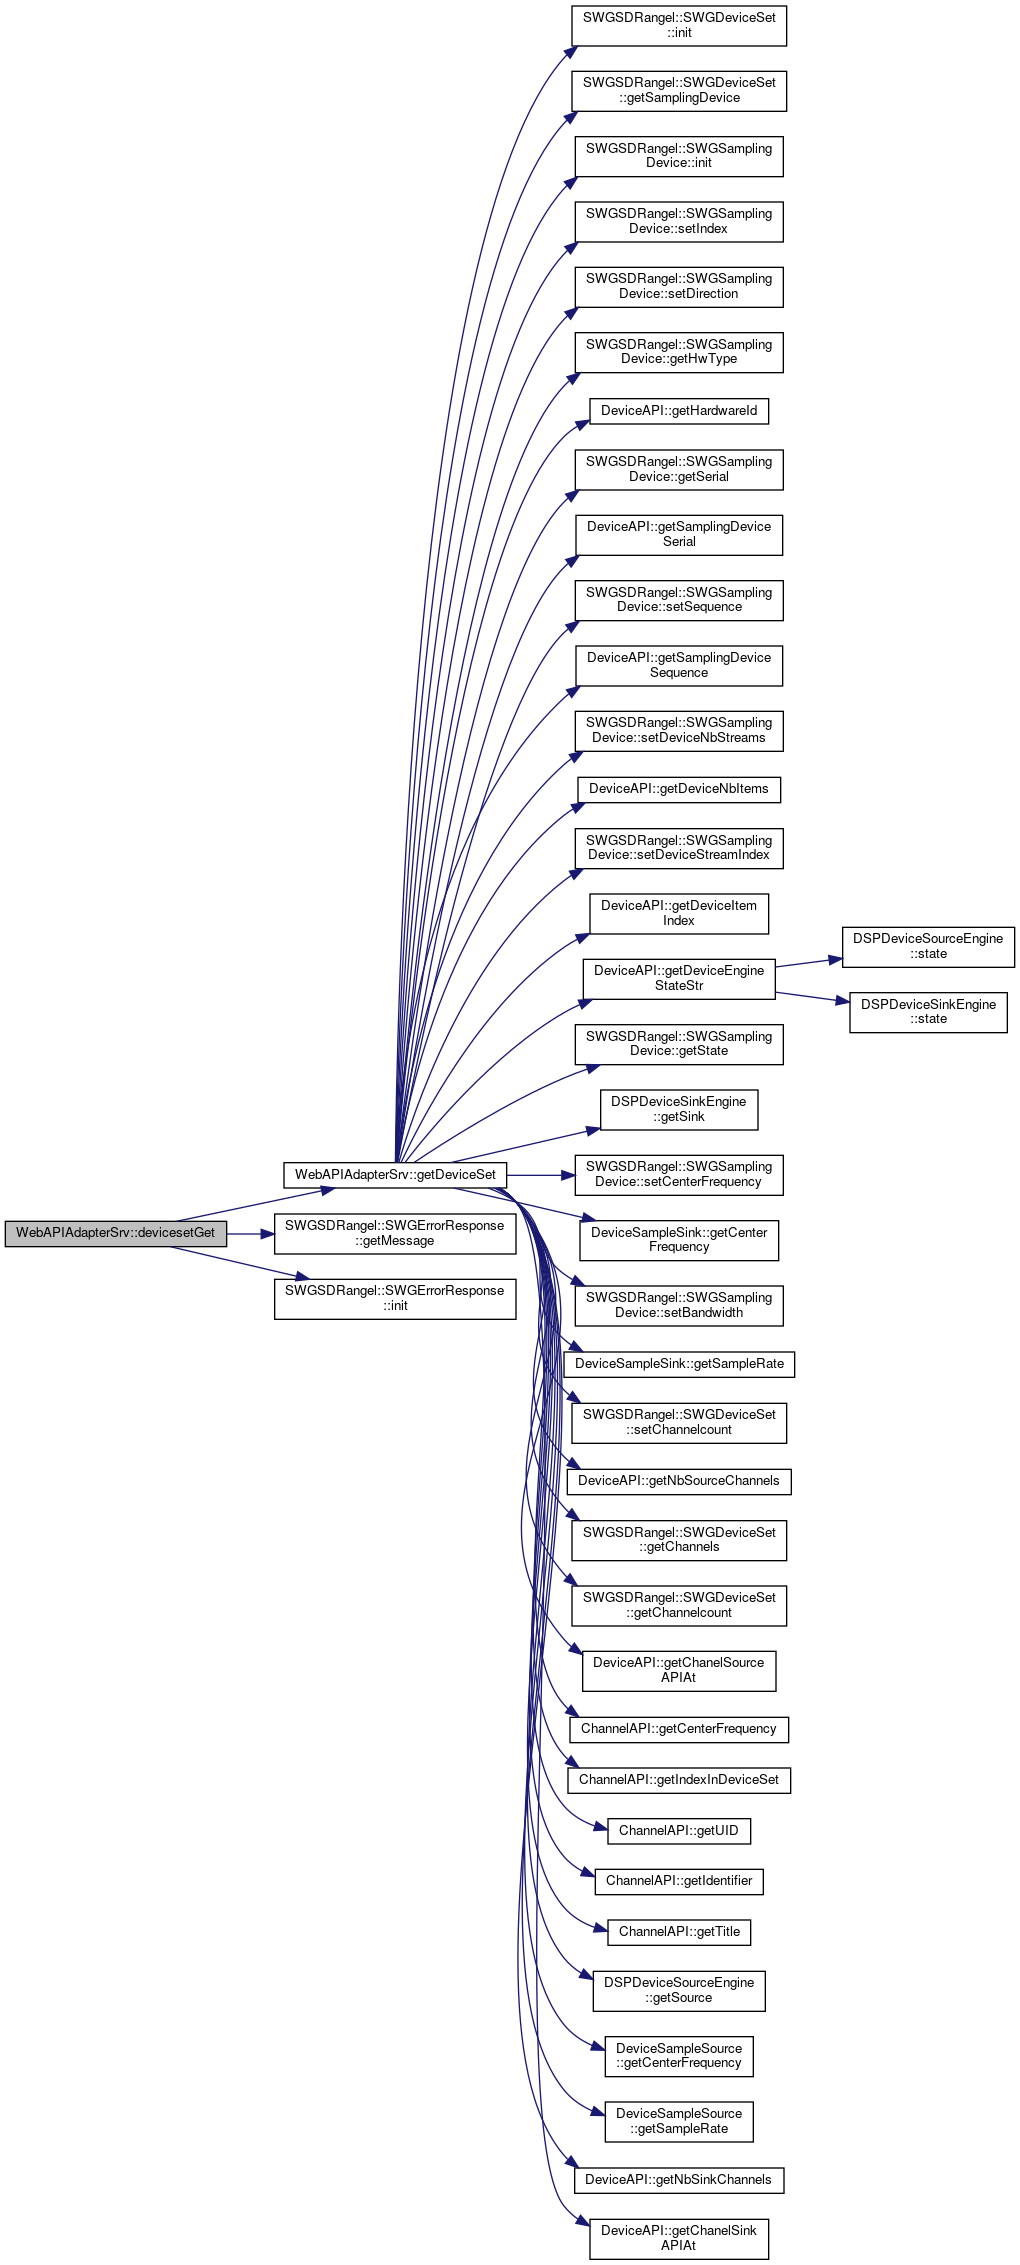 SWGSDRangel::SWGDeviceSet
::init
SWGSDRangel::SWGDeviceSet
::getSamplingDevice
SWGSDRangel::SWGSampling
Device::init
SWGSDRangel::SWGSampling
Device::setIndex
SWGSDRangel::SWGSampling
Device::setDirection
SWGSDRangel::SWGSampling
Device::getHwType
DeviceAPI::getHardwareId
SWGSDRangel::SWGSampling
Device::getSerial
DeviceAPI::getSamplingDevice
Serial
SWGSDRangel::SWGSampling
Device::setSequence
DeviceAPI::getSamplingDevice
Sequence
SWGSDRangel::SWGSampling
Device::setDeviceNbStreams
DeviceAPI::getDeviceNbItems
SWGSDRangel::SWGSampling
Device::setDeviceStreamIndex
DeviceAPI::getDeviceItem
Index
DeviceAPI::getDeviceEngine
StateStr
DSPDeviceSourceEngine
::state
DSPDeviceSinkEngine
::state
SWGSDRangel::SWGSampling
Device::getState
DSPDeviceSinkEngine
::getSink
WebAPIAdapterSrv::getDeviceSet
SWGSDRangel::SWGSampling
Device::setCenterFrequency
WebAPIAdapterSrv::devicesetGet
SWGSDRangel::SWGErrorResponse
::getMessage
DeviceSampleSink::getCenter
Frequency
SWGSDRangel::SWGErrorResponse
::init
SWGSDRangel::SWGSampling
Device::setBandwidth
DeviceSampleSink::getSampleRate
SWGSDRangel::SWGDeviceSet
::setChannelcount
DeviceAPI::getNbSourceChannels
SWGSDRangel::SWGDeviceSet
::getChannels
SWGSDRangel::SWGDeviceSet
::getChannelcount
DeviceAPI::getChanelSource
APIAt
ChannelAPI::getCenterFrequency
ChannelAPI::getIndexInDeviceSet
ChannelAPI::getUID
ChannelAPI::getIdentifier
ChannelAPI::getTitle
DSPDeviceSourceEngine
::getSource
DeviceSampleSource
::getCenterFrequency
DeviceSampleSource
::getSampleRate
DeviceAPI::getNbSinkChannels
DeviceAPI::getChanelSink
APIAt